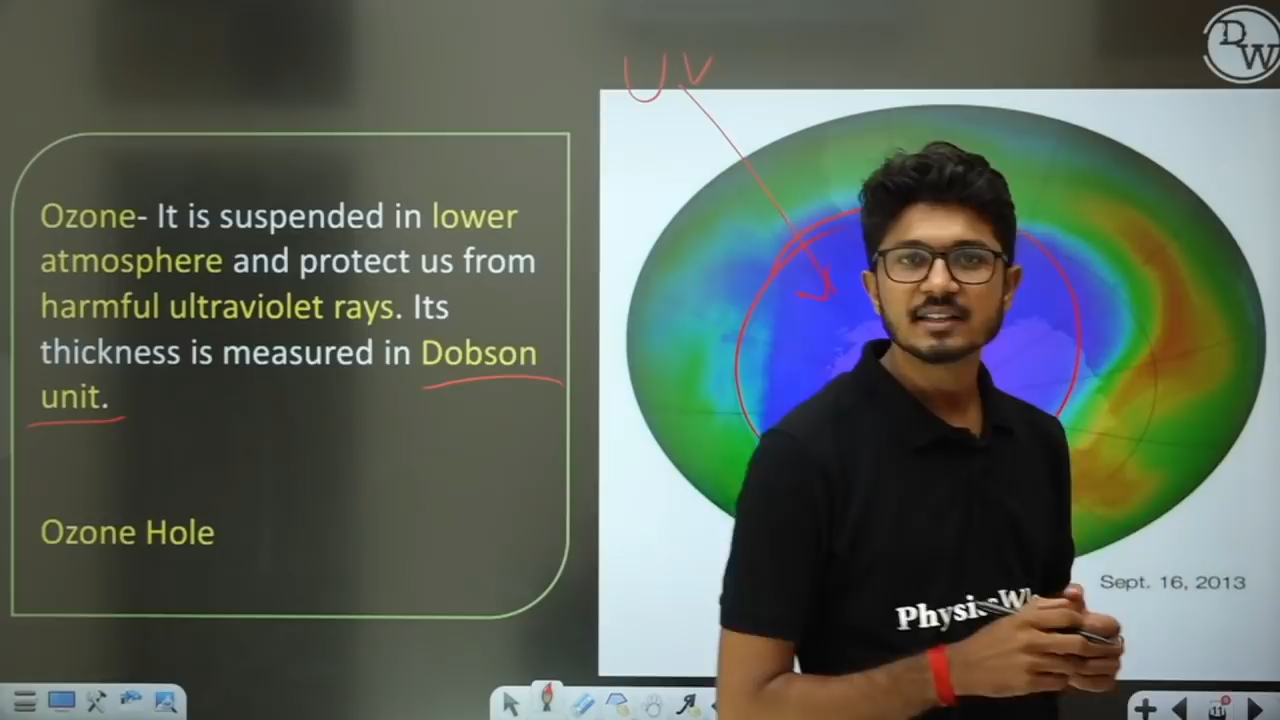 DW
UV
Ozone- It is suspended in lower
atmosphere and protect us from
harmful ultraviolet rays. Its
thickness is measured in Dobson
unit.
Ozone Hole
Sept. 16, 2013